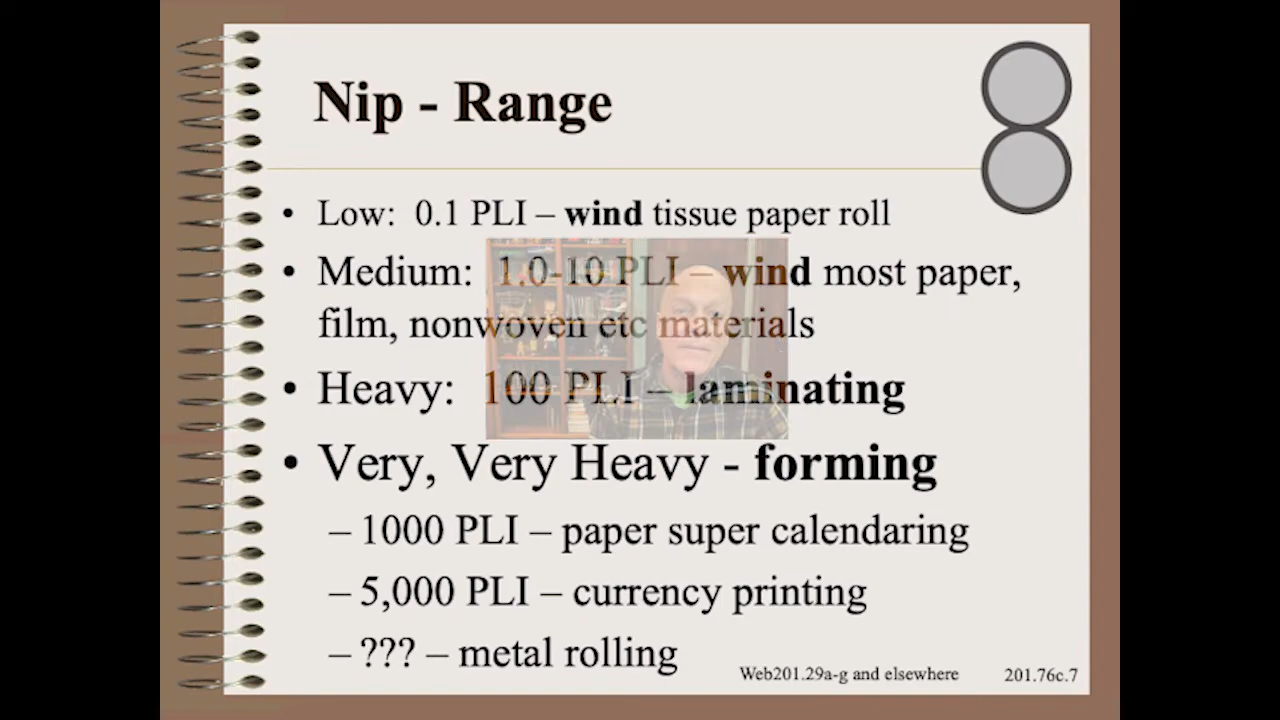 Nip - Range
• Low: 0.1 PLI – wind tissue paper roll
• Medium: 1.0-10 PLI – wind most paper,
film, nonwoven etc materials
• Heavy: 100 PLI – laminating
• Very, Very Heavy - forming
– 1000 PLI – paper super calendaring
– 5,000 PLI – currency printing
– ??? – metal rolling
Web201.29a-g and elsewhere 201.76c.7